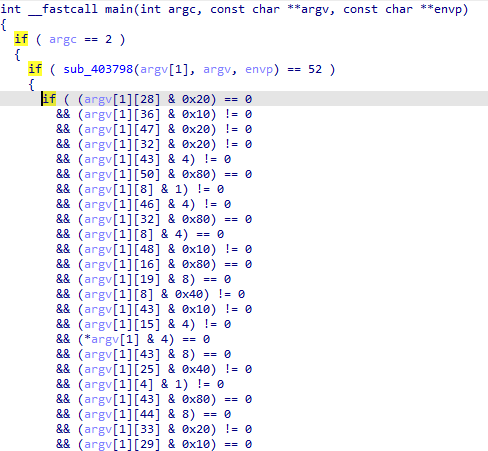 int __fastcall main(int argc, const char **argv, const char **envp)
{
if ( argc == 2 )
{
if ( sub_403798(argv[1], argv, envp) == 52 )
{
if ( (argv[1][28] & 0x20) == 0
&& (argv[1][36] & 0x10) != 0
&& (argv[1][47] & 0x20) != 0
&& (argv[1][32] & 0x20) != 0
&& (argv[1][43] & 4) != 0
&& (argv[1][50] & 0x80) == 0
&& (argv[1][8] & 1) != 0
&& (argv[1][46] & 4) != 0
&& (argv[1][32] & 0x80) == 0
&& (argv[1][8] & 4) == 0
&& (argv[1][48] & 0x10) != 0
&& (argv[1][16] & 0x80) == 0
&& (argv[1][19] & 8) == 0
&& (argv[1][8] & 0x40) != 0
&& (argv[1][43] & 0x10) != 0
&& (argv[1][15] & 4) != 0
&& (*argv[1] & 4) == 0
&& (argv[1][43] & 8) == 0
&& (argv[1][25] & 0x40) != 0
&& (argv[1][4] & 1) != 0
&& (argv[1][43] & 0x80) == 0
&& (argv[1][44] & 8) == 0
&& (argv[1][33] & 0x20) != 0
&& (argv[1][29] & 0x10) == 0